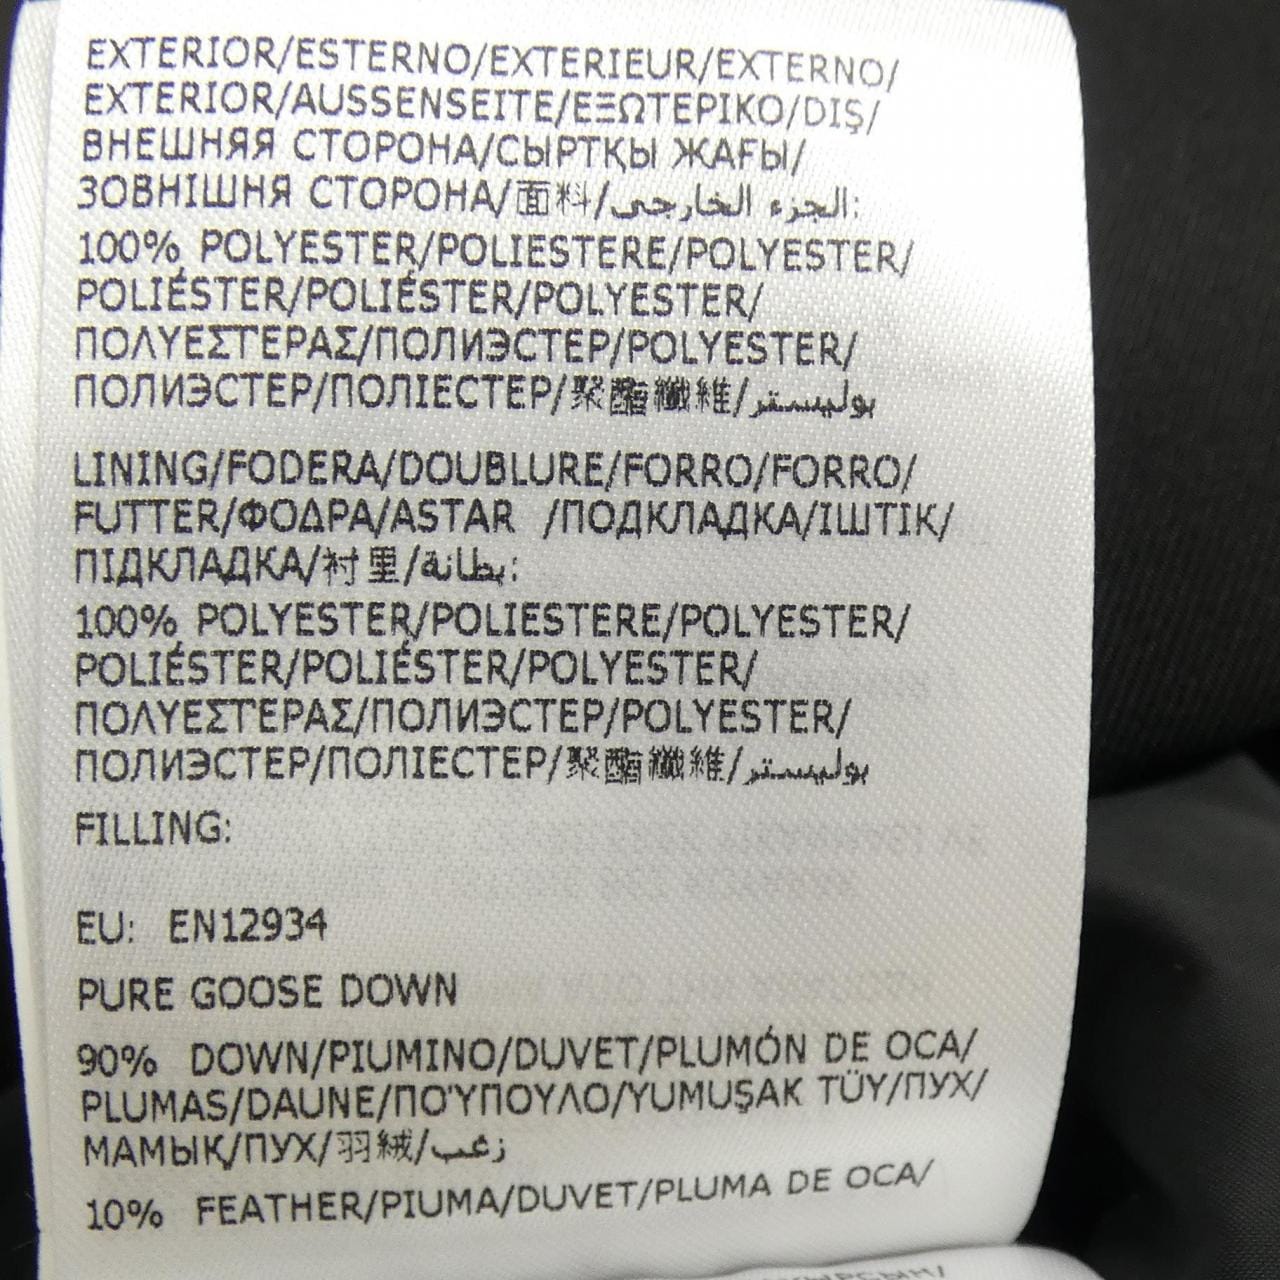 EXTERIOR/ESTERNO/EXTERIEUR/EXTERNO/
EXTERIOR/AUSSENSEITE/ΕΞΩΤΕΡΙΚΟ/DIŞ/
ВНЕШНЯЯ СТОРОНА/СЫРТҚЫ ЖАҒЫ/
ЗОВНІШНЯ СТОРОНА/面料/الجزء الخارجي:
100% POLYESTER/POLIESTERE/POLYESTER/
POLIÉSTER/POLIÉSTER/POLYESTER/
ΠΟΛΥΕΣΤΕΡΑΣ/ПОЛИЭСТЕР/POLYESTER/
ПОЛИЭСТЕР/ПОЛІЕСТЕР/聚酯纖維/بوليستر
LINING/FODERA/DOUBLURE/FORRO/FORRO/
FUTTER/ΦΟΔΡΑ/ASTAR /ПОДКЛАДКА/ІШТІК/
ПІДКЛАДКА/衬里/بطانة:
100% POLYESTER/POLIESTERE/POLYESTER/
POLIÉSTER/POLIÉSTER/POLYESTER/
ΠΟΛΥΕΣΤΕΡΑΣ/ПОЛИЭСТЕР/POLYESTER/
ПОЛИЭСТЕР/ПОЛІЕСТЕР/聚酯纖維/بوليستر
FILLING:
EU: EN12934
PURE GOOSE DOWN
90% DOWN/PIUMINO/DUVET/PLUMÓN DE OCA/
PLUMAS/DAUNE/ΠΟΎΠΟΥΛΟ/YUMUŞAK TÜY/ПУХ/
МАМЫҚ/ПУХ/羽絨/زغب
10% FEATHER/PIUMA/DUVET/PLUMA DE OCA/